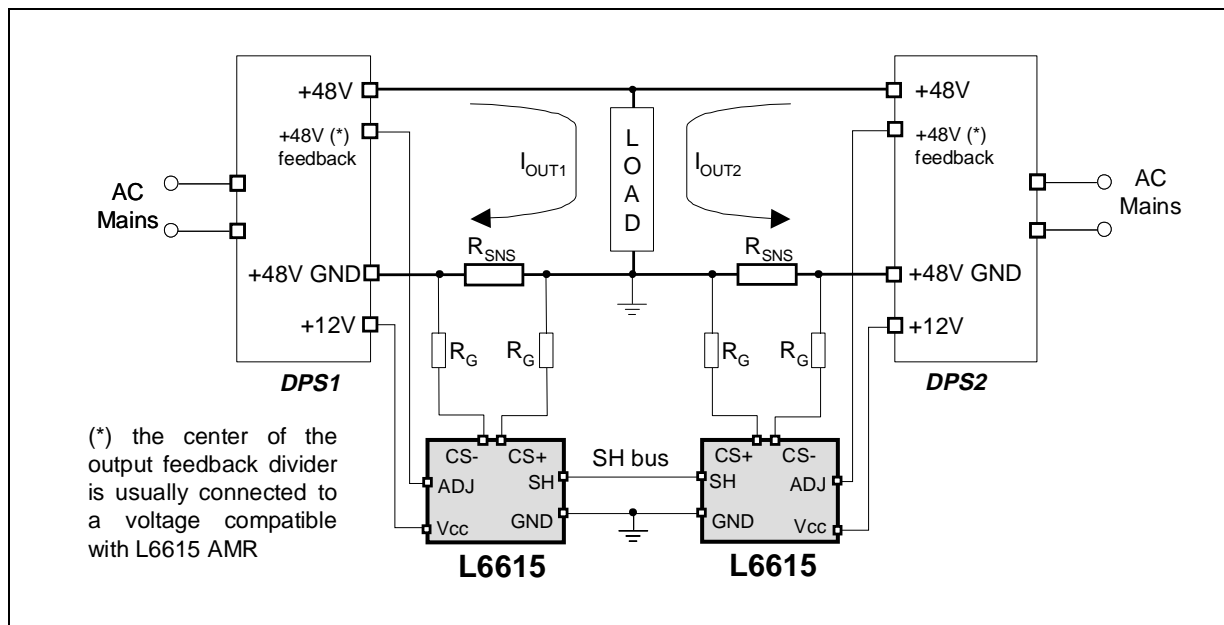 +48V
+48V (*)
feedback
AC
Mains
+48V GND
+12V
DPS1
I_OUT1
LOAD
I_OUT2
R_SNS
R_SNS
R_G
R_G
R_G
R_G
+48V
+48V (*)
feedback
AC
Mains
+48V GND
+12V
DPS2
(*) the center of the
output feedback divider
is usually connected to
a voltage compatible
with L6615 AMR
CS-
CS+
ADJ
SH
Vcc
GND
L6615
SH bus
CS+
CS-
SH
ADJ
GND
Vcc
L6615